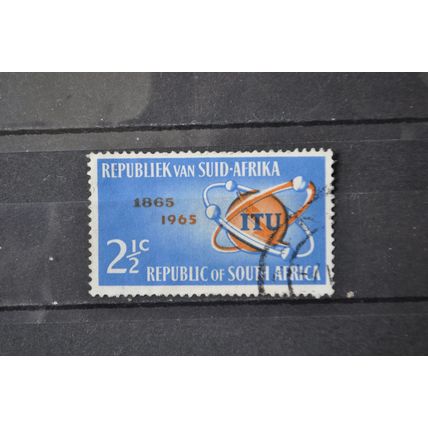 REPUBLIEK VAN SUID-AFRIKA
1865
1965
ITU
2½c
REPUBLIC OF SOUTH AFRICA